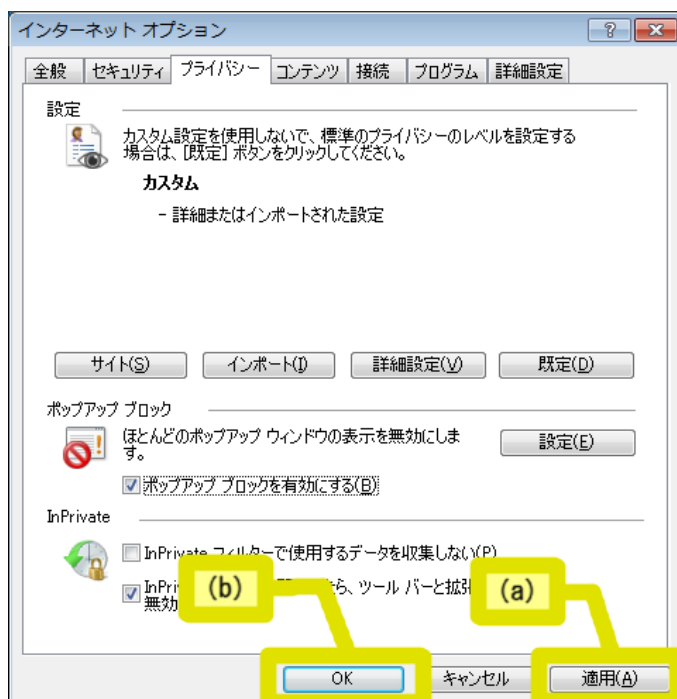 インターネット オプション
全般 セキュリティ プライバシー コンテンツ 接続 プログラム 詳細設定
設定
カスタム設定を使用しないで、標準のプライバシーのレベルを設定する
場合は、[既定] ボタンをクリックしてください。
カスタム
- 詳細またはインポートされた設定
サイト(S) インポート(I) 詳細設定(V) 既定(D)
ポップアップ ブロック
ほとんどのポップアップ ウィンドウの表示を無効にしま
す。
設定(E)
ポップアップ ブロックを有効にする(B)
InPrivate
InPrivate フィルターで使用するデータを収集しない(P)
InPri ら、ツール バーと拡張
無効
(b) (a)
OK キャンセル 適用(A)